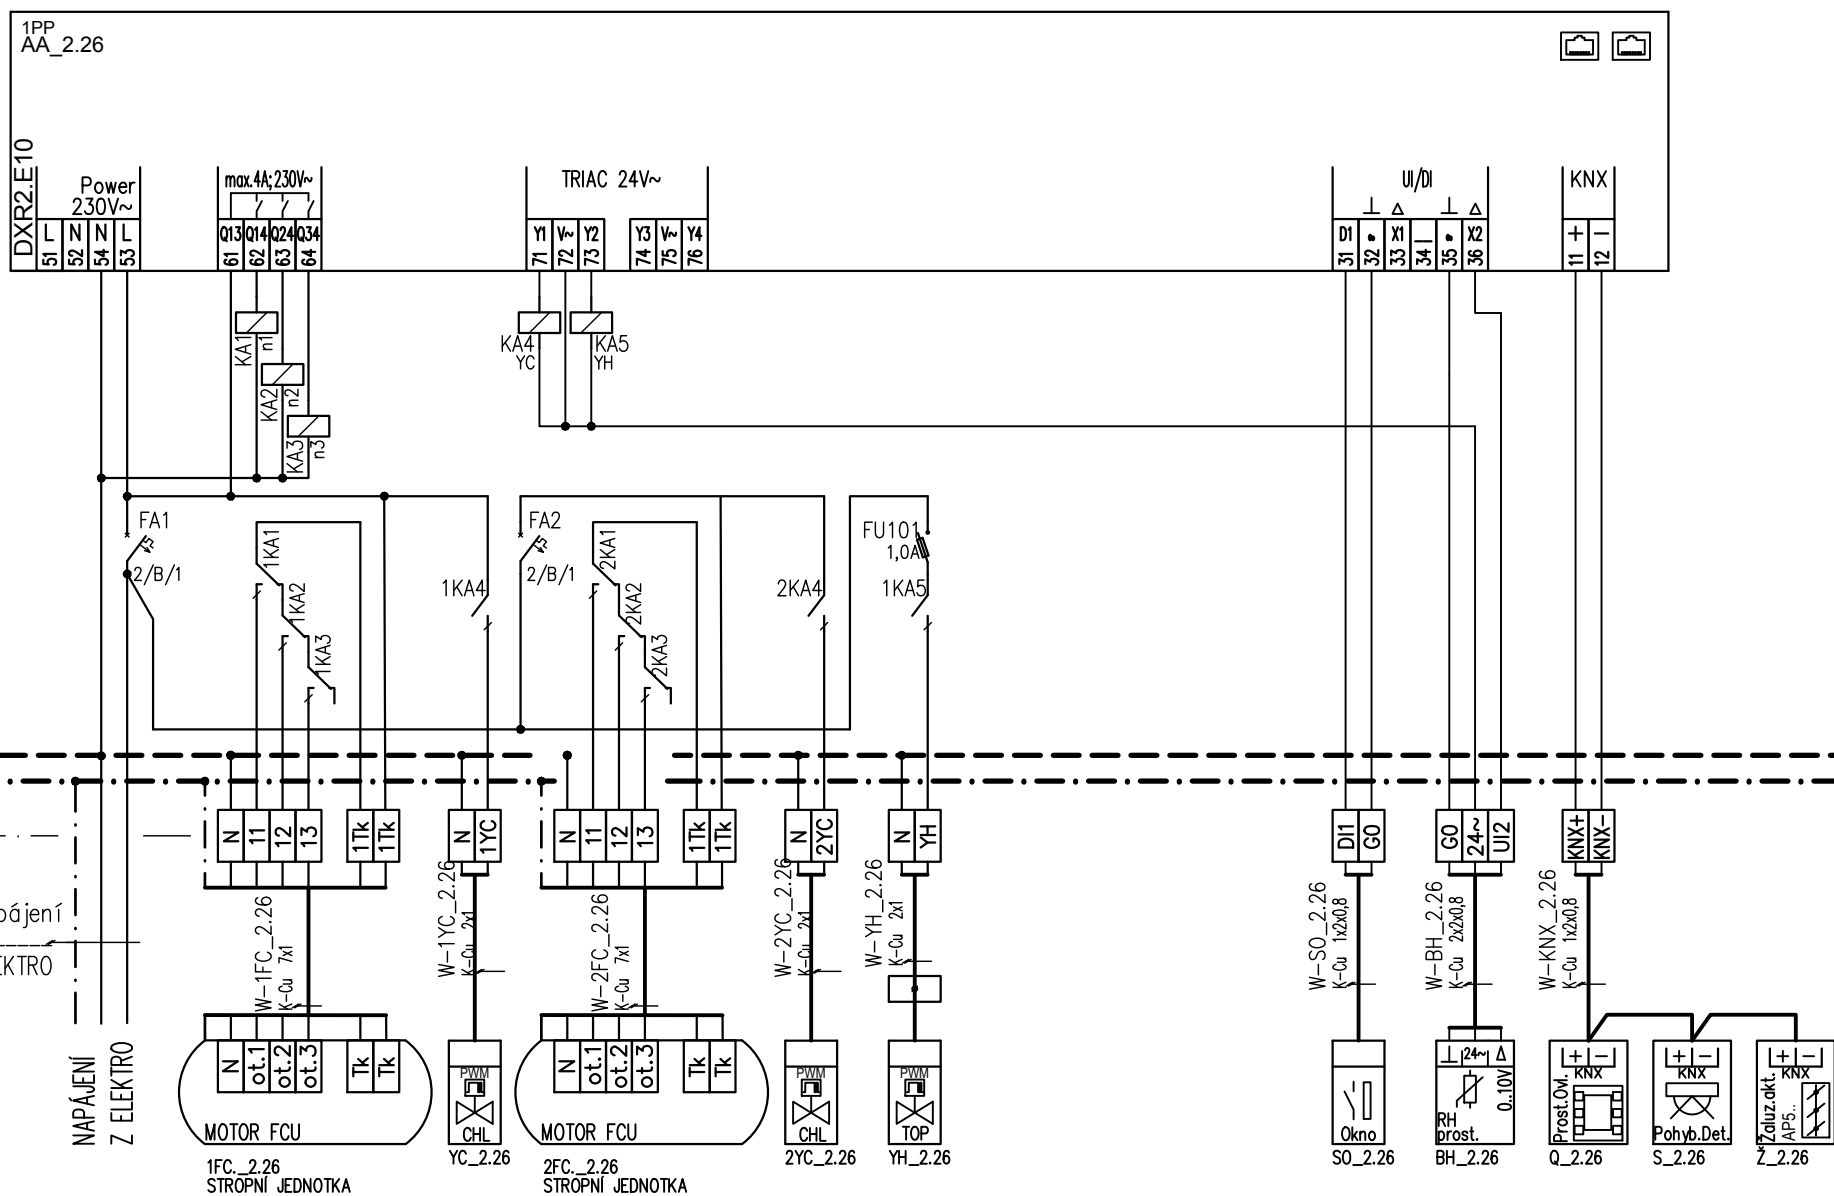 1PP
AA_2.26
DXR2.E10
Power
230V~
L N N L
51 52 54 53
max.4A;230V~
Q13 Q14 Q24 Q34
61 62 63 64
TRIAC 24V~
Y1 V~ Y2
71 72 73
Y3 V~ Y4
74 75 76
UI/DI
⊥ Δ ⊥ Δ
D1 X1 X2
31 32 33 34 35 36
KNX
+ –
11 12
KA1
n1
KA2
n2
KA3
n3
KA4
YC
KA5
YH
FA1
2/B/1
1KA1
1KA2
1KA3
1KA4
FA2
2/B/1
2KA1
2KA2
2KA3
2KA4
FU101
1,0A
1KA5
N 11 12 13 1Tk 1Tk
N 1YC
N 11 12 13 1Tk 1Tk
N 2YC
N YH
DI1 G0
G0 24~ UI2
KNX+ KNX-
pájení
EKTRO
NAPÁJENÍ
Z ELEKTRO
W-1FC_2.26
K-Cu 7x1
W-1YC_2.26
K-Cu 2x1
W-2FC_2.26
K-Cu 7x1
W-2YC_2.26
K-Cu 2x1
W-YH_2.26
K-Cu 2x1
W-SO_2.26
K-Cu 1x2x0,8
W-BH_2.26
K-Cu 2x2x0,8
W-KNX_2.26
K-Cu 1x2x0,8
N ot.1 ot.2 ot.3 Tk Tk
MOTOR FCU
1FC._2.26
STROPNÍ JEDNOTKA
PWM
CHL
YC_2.26
N ot.1 ot.2 ot.3 Tk Tk
MOTOR FCU
2FC._2.26
STROPNÍ JEDNOTKA
PWM
CHL
2YC_2.26
PWM
TOP
YH_2.26
Okno
SO_2.26
⊥ 24~ Δ
0..10V
RH
prost.
BH_2.26
+ –
KNX
Prost.Ovl.
Q_2.26
+ –
KNX
Pohyb.Det.
S_2.26
+ –
KNX
Žaluz.akt.
AP5..
Ž_2.26